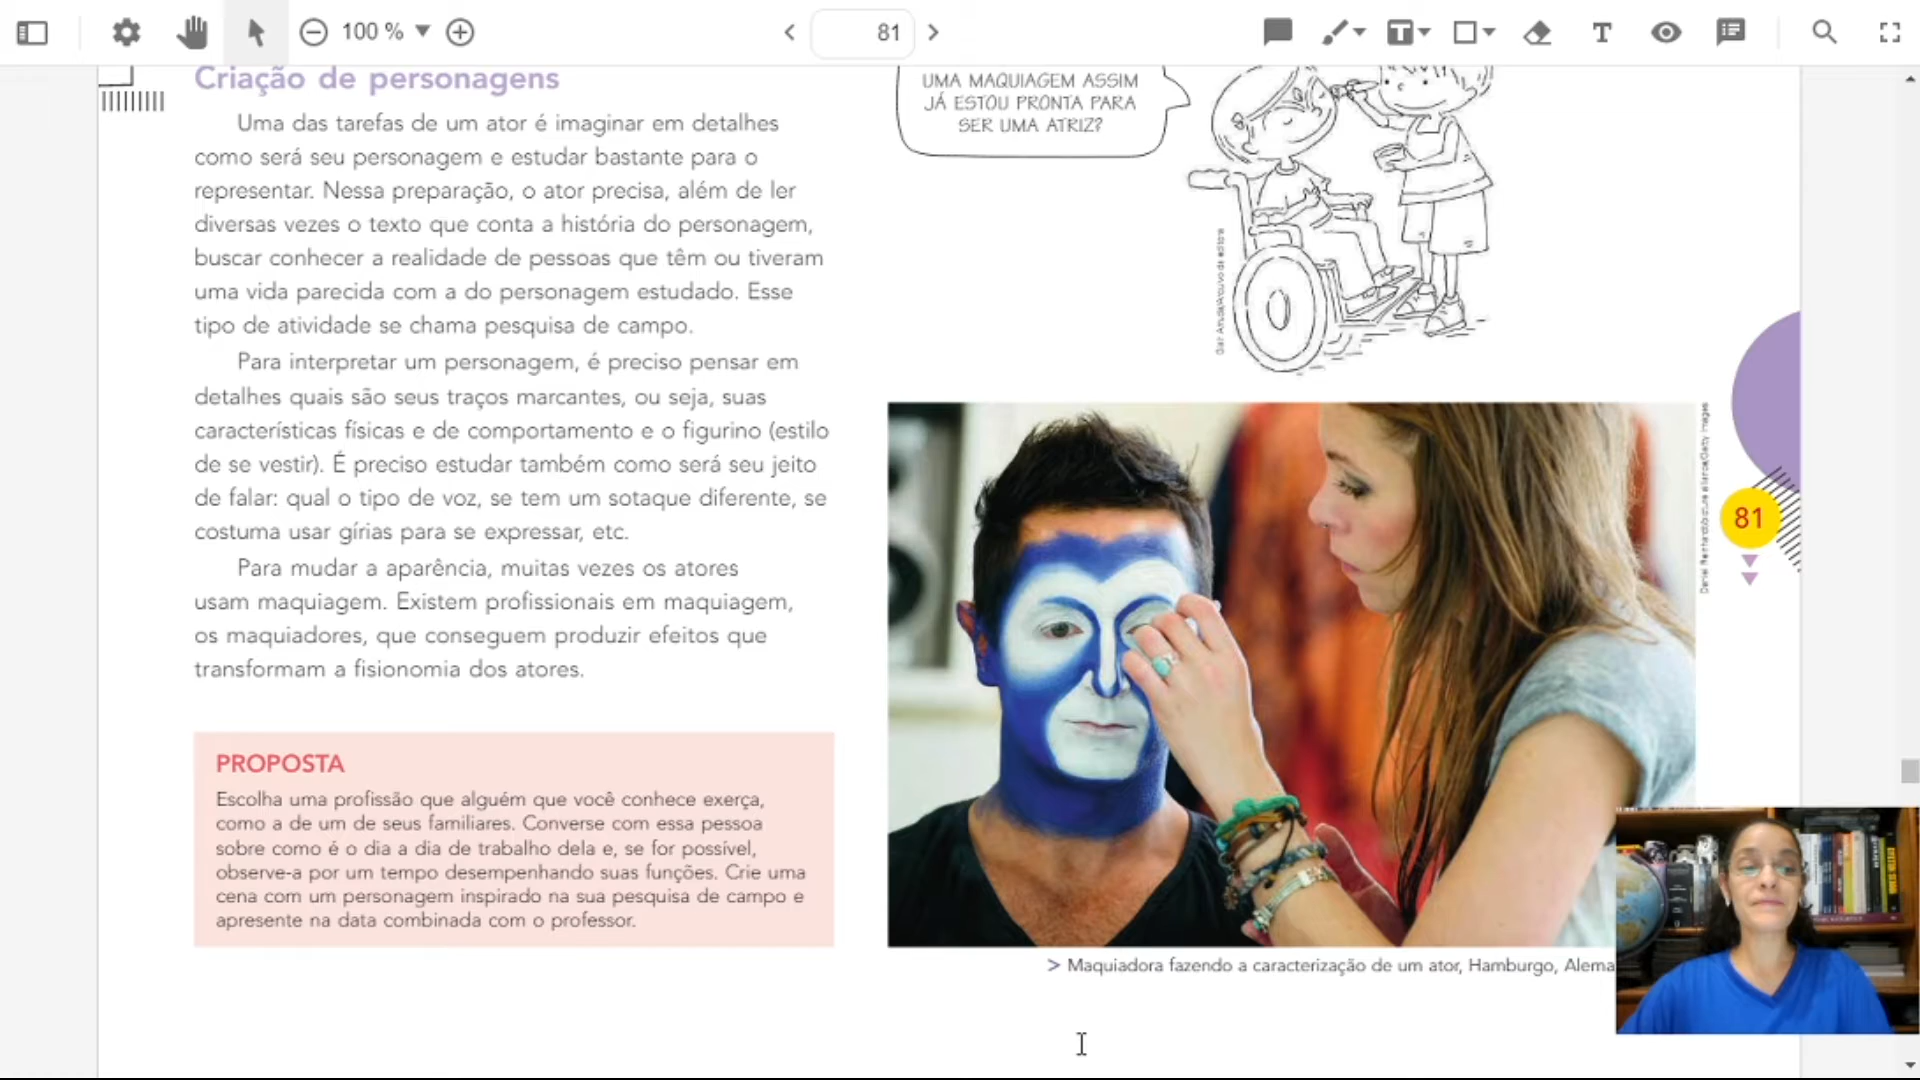 100 %
81
Criação de personagens
Uma das tarefas de um ator é imaginar em detalhes
como será seu personagem e estudar bastante para o
representar. Nessa preparação, o ator precisa, além de ler
diversas vezes o texto que conta a história do personagem,
buscar conhecer a realidade de pessoas que têm ou tiveram
uma vida parecida com a do personagem estudado. Esse
tipo de atividade se chama pesquisa de campo.
Para interpretar um personagem, é preciso pensar em
detalhes quais são seus traços marcantes, ou seja, suas
características físicas e de comportamento e o figurino (estilo
de se vestir). É preciso estudar também como será seu jeito
de falar: qual o tipo de voz, se tem um sotaque diferente, se
costuma usar gírias para se expressar, etc.
Para mudar a aparência, muitas vezes os atores
usam maquiagem. Existem profissionais em maquiagem,
os maquiadores, que conseguem produzir efeitos que
transformam a fisionomia dos atores.
PROPOSTA
Escolha uma profissão que alguém que você conhece exerça,
como a de um de seus familiares. Converse com essa pessoa
sobre como é o dia a dia de trabalho dela e, se for possível,
observe-a por um tempo desempenhando suas funções. Crie uma
cena com um personagem inspirado na sua pesquisa de campo e
apresente na data combinada com o professor.
UMA MAQUIAGEM ASSIM
JÁ ESTOU PRONTA PARA
SER UMA ATRIZ?
81
> Maquiadora fazendo a caracterização de um ator, Hamburgo, Alema